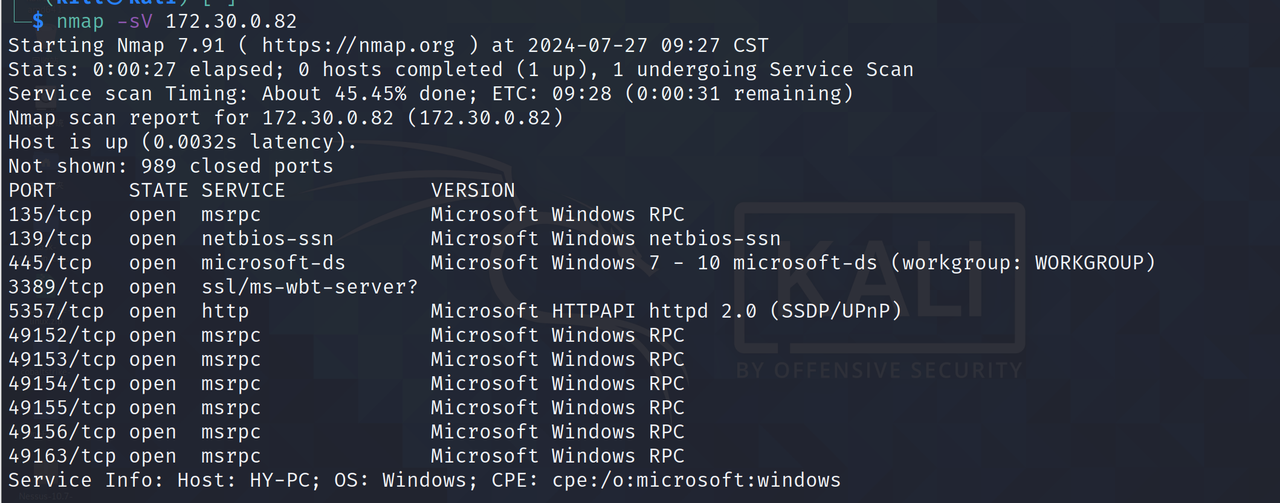 $ nmap -sV 172.30.0.82
Starting Nmap 7.91 ( https://nmap.org ) at 2024-07-27 09:27 CST
Stats: 0:00:27 elapsed; 0 hosts completed (1 up), 1 undergoing Service Scan
Service scan Timing: About 45.45% done; ETC: 09:28 (0:00:31 remaining)
Nmap scan report for 172.30.0.82 (172.30.0.82)
Host is up (0.0032s latency).
Not shown: 989 closed ports
PORT      STATE SERVICE            VERSION
135/tcp   open  msrpc              Microsoft Windows RPC
139/tcp   open  netbios-ssn        Microsoft Windows netbios-ssn
445/tcp   open  microsoft-ds       Microsoft Windows 7 - 10 microsoft-ds (workgroup: WORKGROUP)
3389/tcp  open  ssl/ms-wbt-server?
5357/tcp  open  http               Microsoft HTTPAPI httpd 2.0 (SSDP/UPnP)
49152/tcp open  msrpc              Microsoft Windows RPC
49153/tcp open  msrpc              Microsoft Windows RPC
49154/tcp open  msrpc              Microsoft Windows RPC
49155/tcp open  msrpc              Microsoft Windows RPC
49156/tcp open  msrpc              Microsoft Windows RPC
49163/tcp open  msrpc              Microsoft Windows RPC
Service Info: Host: HY-PC; OS: Windows; CPE: cpe:/o:microsoft:windows
KALI
BY OFFENSIVE SECURITY